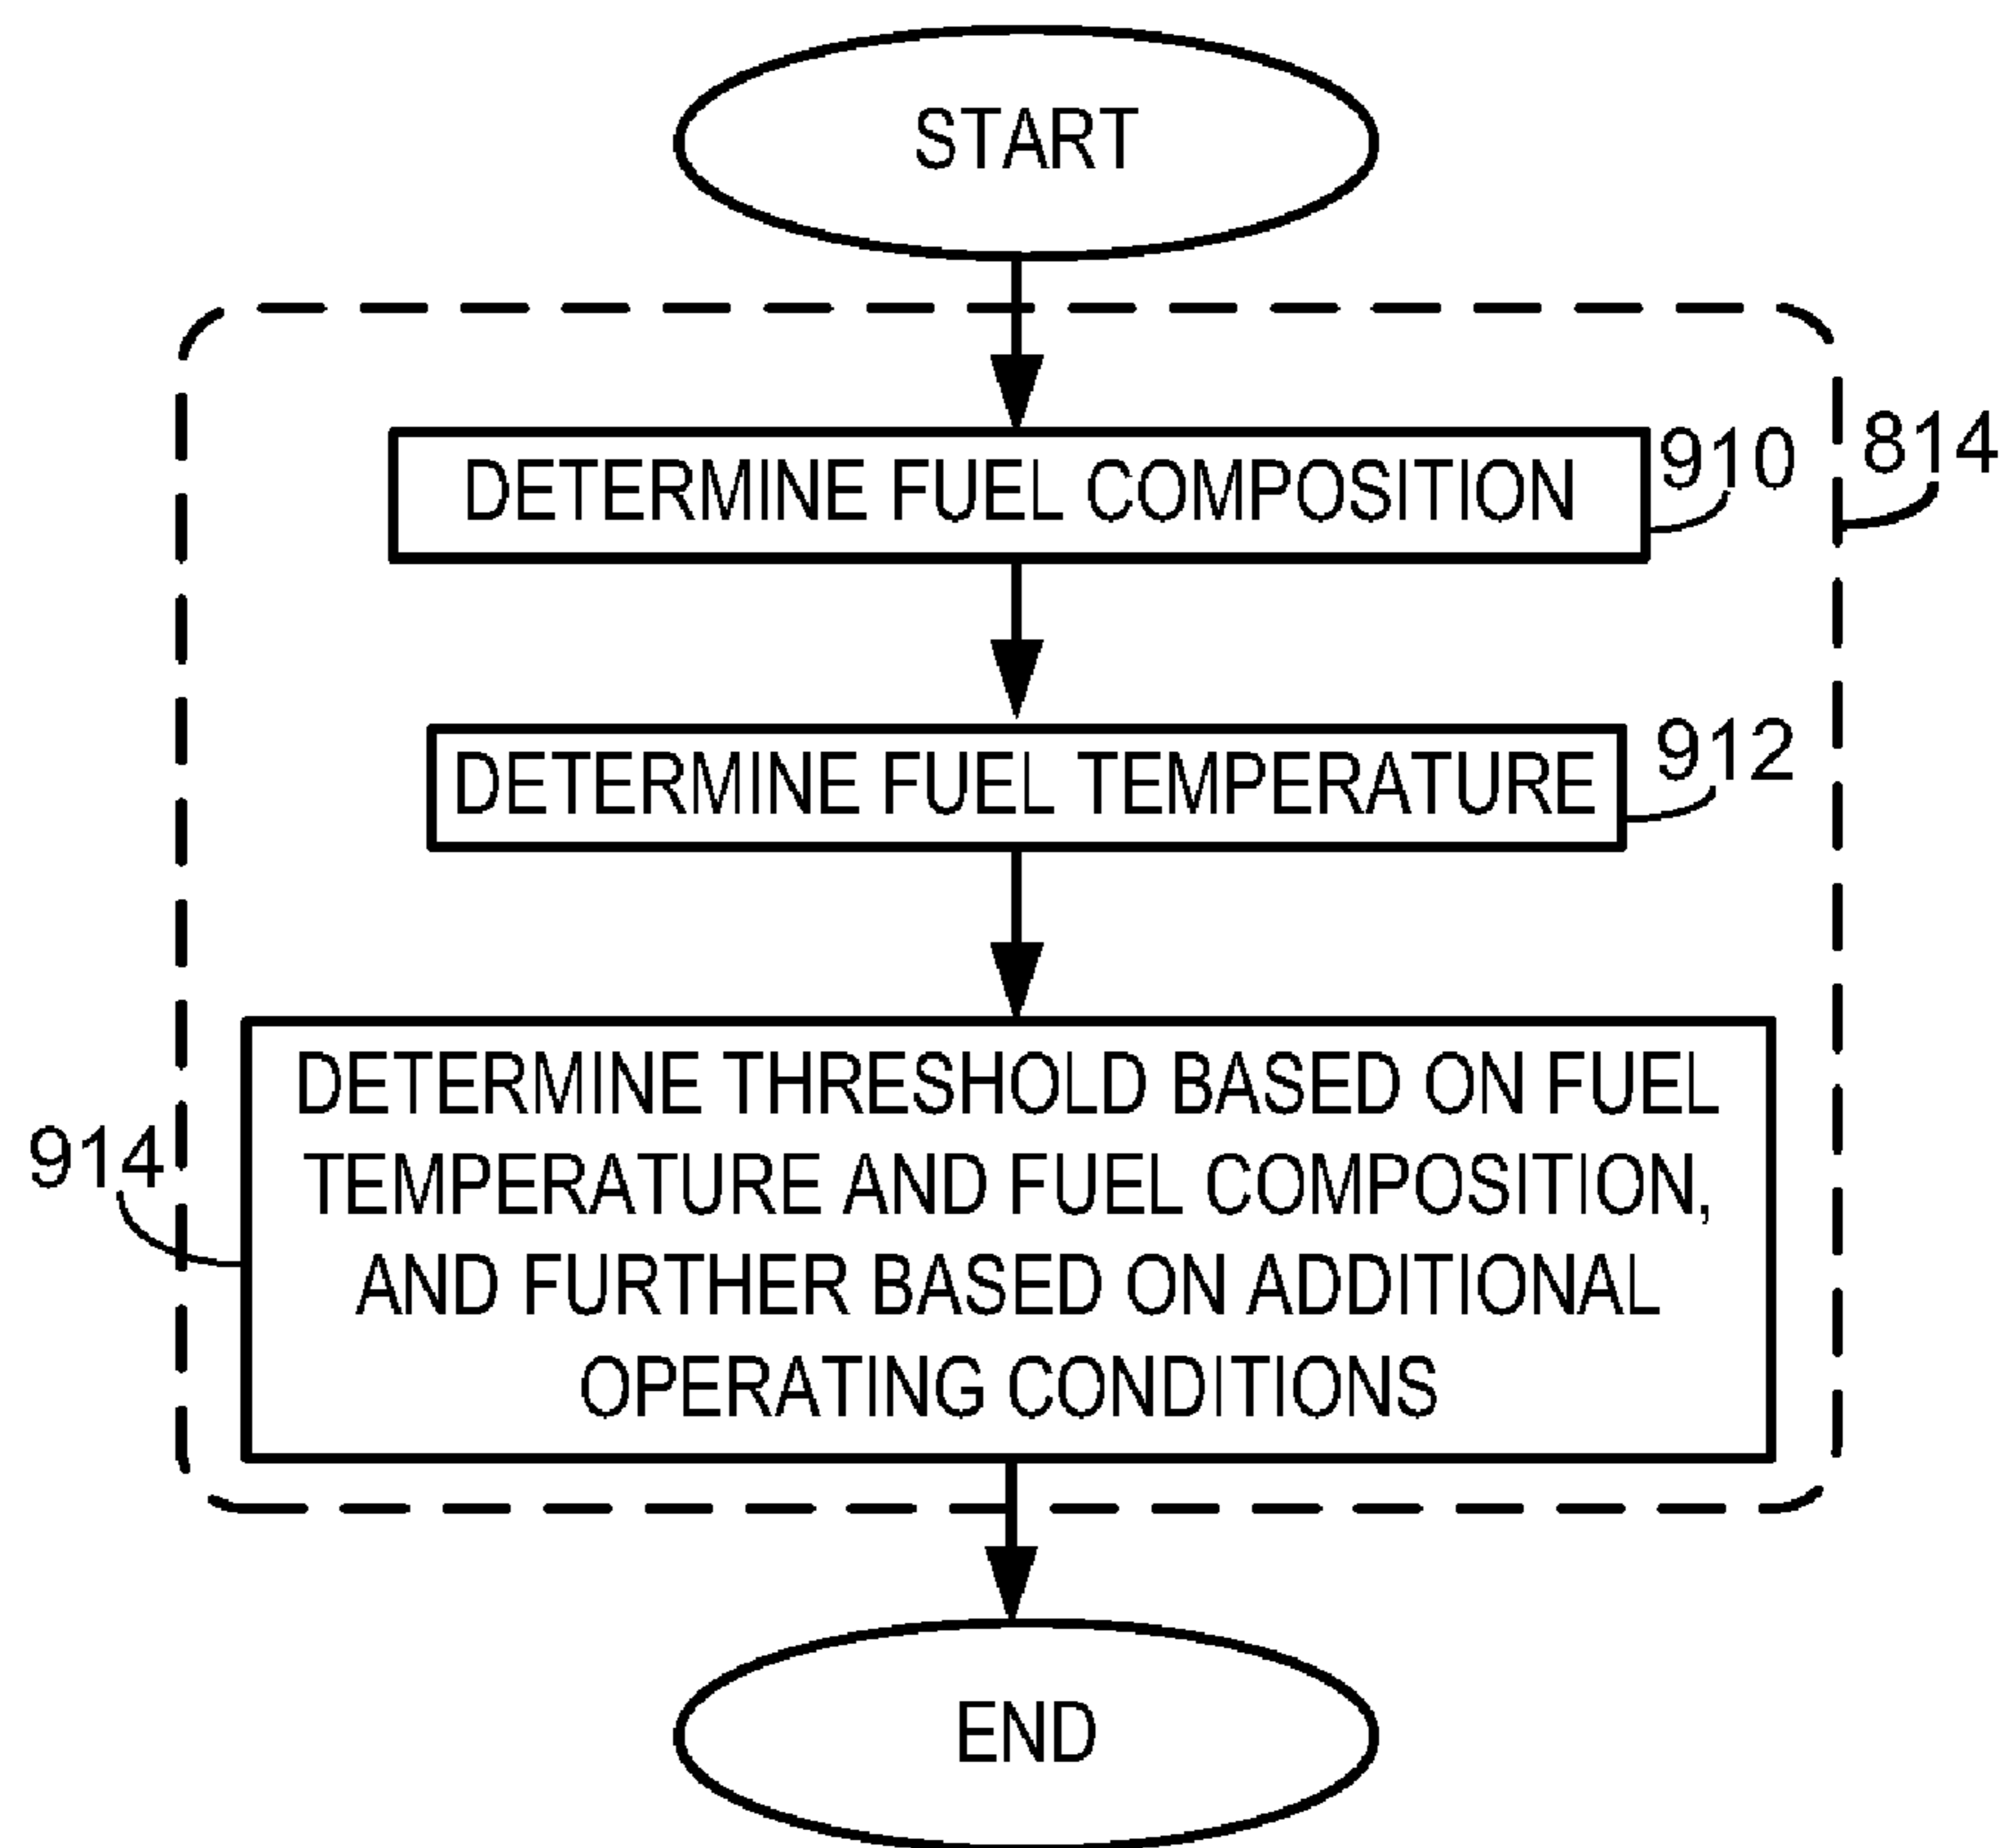 START
DETERMINE FUEL COMPOSITION
910
814
DETERMINE FUEL TEMPERATURE
912
DETERMINE THRESHOLD BASED ON FUEL
TEMPERATURE AND FUEL COMPOSITION,
AND FURTHER BASED ON ADDITIONAL
OPERATING CONDITIONS
914
END